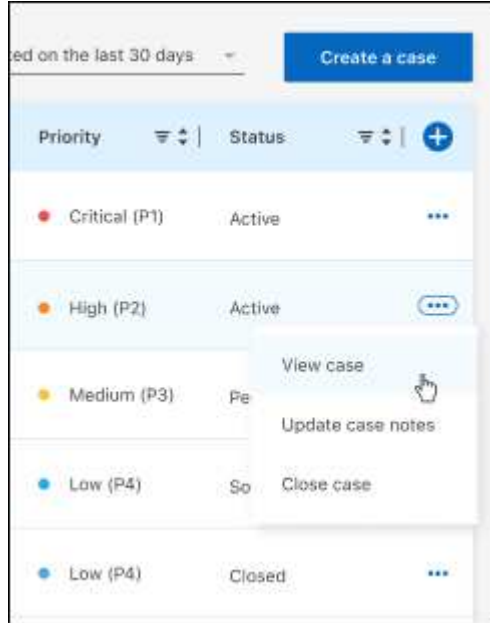 ed on the last 30 days
Create a case
Priority Status
Critical (P1) Active
High (P2) Active
View case
Medium (P3) Pe
Update case notes
Low (P4) So
Close case
Low (P4) Closed